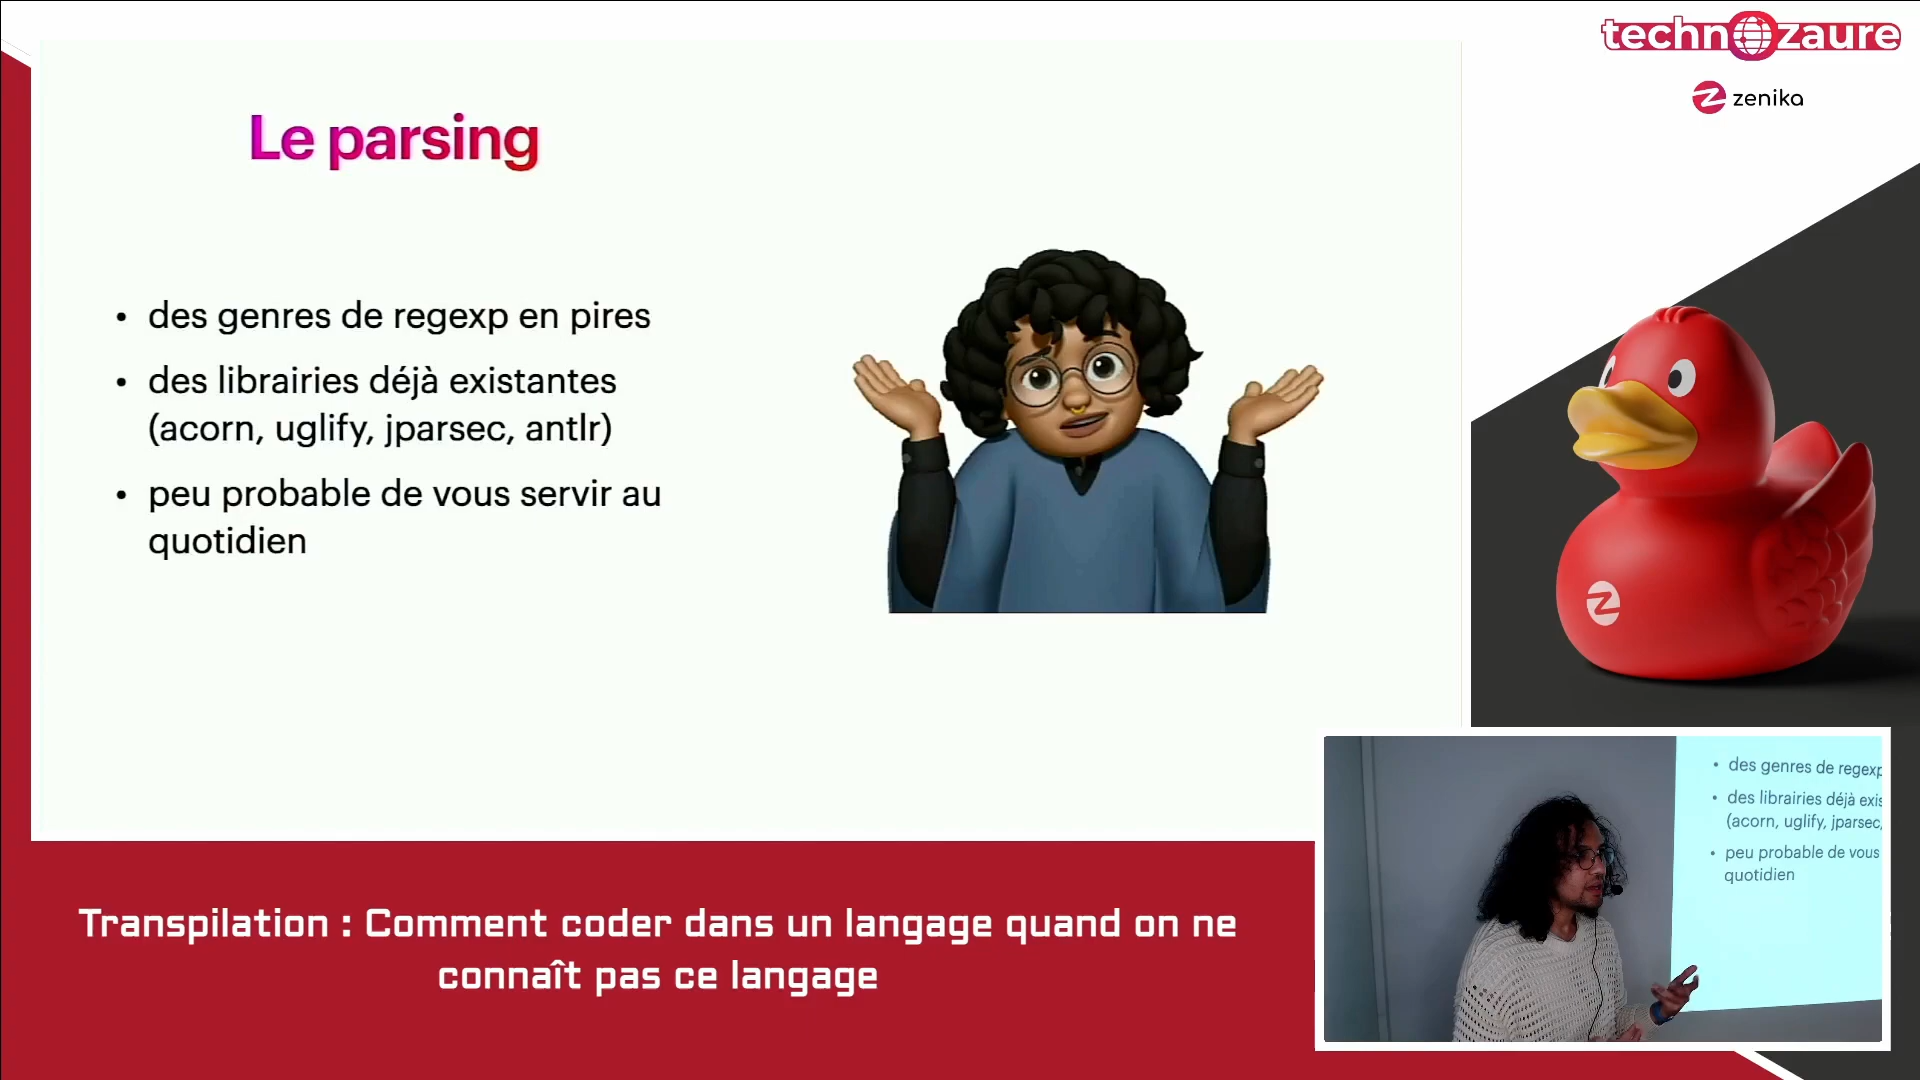 technozaure
zenika
Le parsing
• des genres de regexp en pires
• des librairies déjà existantes
(acorn, uglify, jparsec, antlr)
• peu probable de vous servir au
quotidien
Transpilation : Comment coder dans un langage quand on ne
connaît pas ce langage
• des genres de regexp
• des librairies déjà exis
(acorn, uglify, jparsec,
• peu probable de vous
quotidien